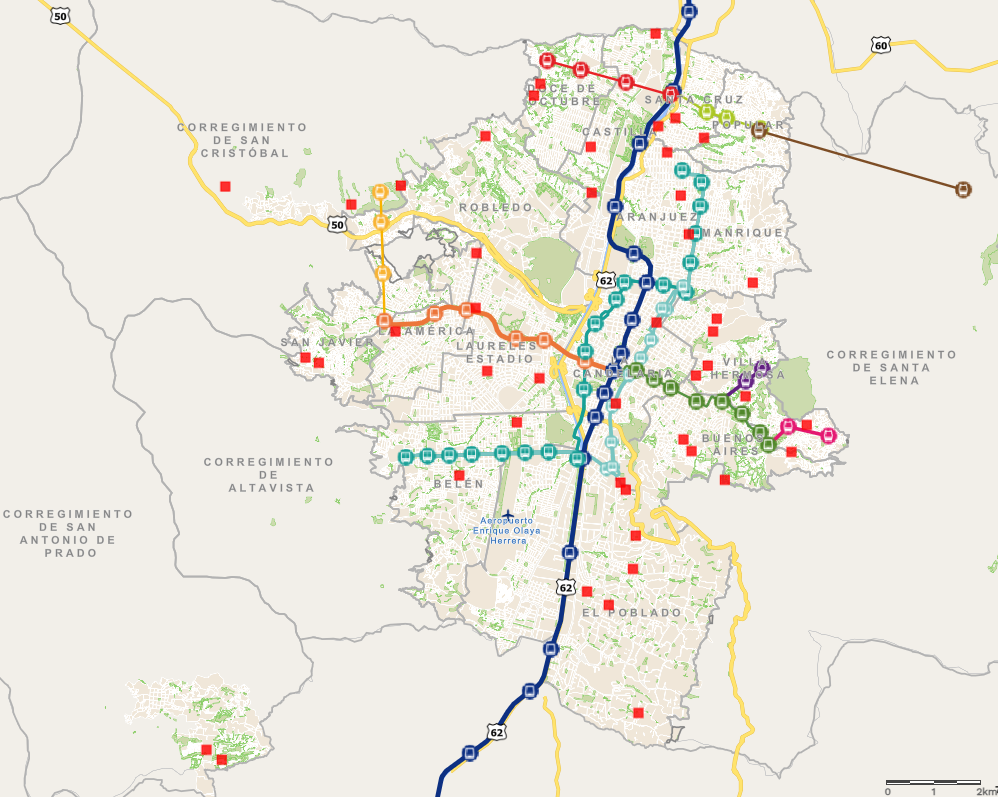 50
60
DOCE DE
OCTUBRE
SANTA CRUZ
POPULAR
CORREGIMIENTO
DE SAN
CRISTÓBAL
CASTILLA
ROBLEDO
ARANJUEZ
50
MANRIQUE
62
LA AMÉRICA
SAN JAVIER
LAURELES
ESTADIO
LA
CANDELARIA
VILLA
HERMOSA
CORREGIMIENTO
DE SANTA
ELENA
BUENOS
AIRES
CORREGIMIENTO
DE
ALTAVISTA
BELÉN
CORREGIMIENTO
DE SAN
ANTONIO DE
PRADO
Aeropuerto
Enrique Olaya
Herrera
62
EL POBLADO
62
0 1 2km